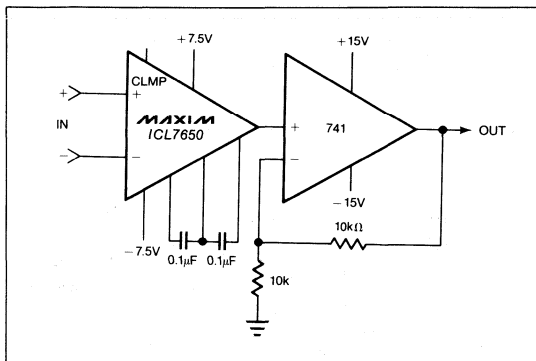 +7.5V
+15V
CLMP
+
+
MAXIM
ICL7650
IN
−
−
+
741
−
OUT
−7.5V
−15V
0.1μF
0.1μF
10kΩ
10k